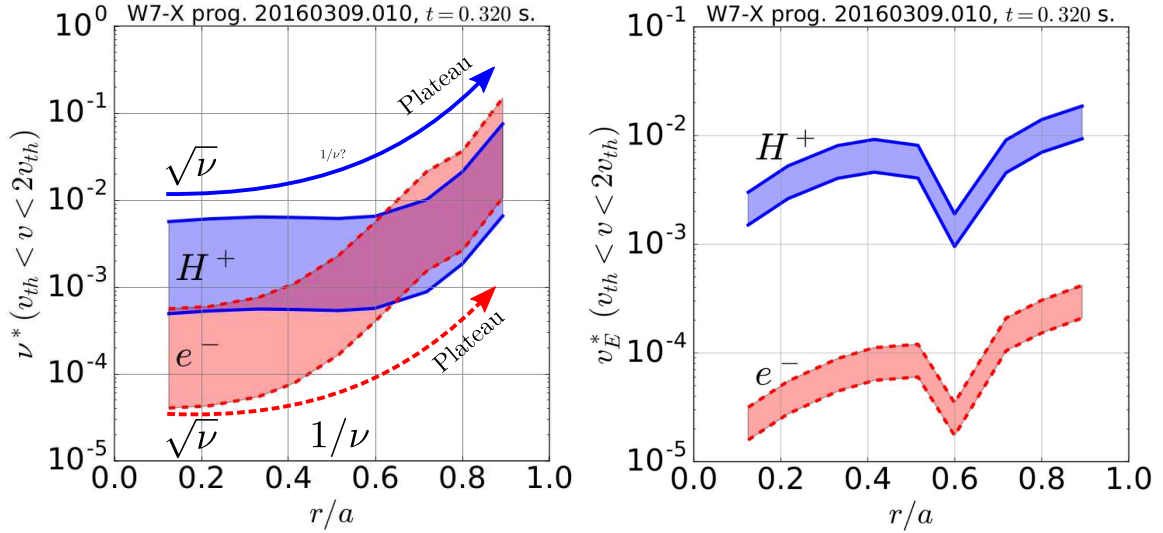 W7-X prog. 20160309.010, t = 0.320 s.
10^0
10^-1
10^-2
10^-3
10^-4
10^-5
ν* (v_th < v < 2v_th)
Plateau
√ν
1/ν?
H^+
e^-
Plateau
√ν
1/ν
0.0 0.2 0.4 0.6 0.8 1.0
r/a
W7-X prog. 20160309.010, t = 0.320 s.
10^-1
10^-2
10^-3
10^-4
10^-5
v_E^* (v_th < v < 2v_th)
H^+
e^-
0.0 0.2 0.4 0.6 0.8 1.0
r/a